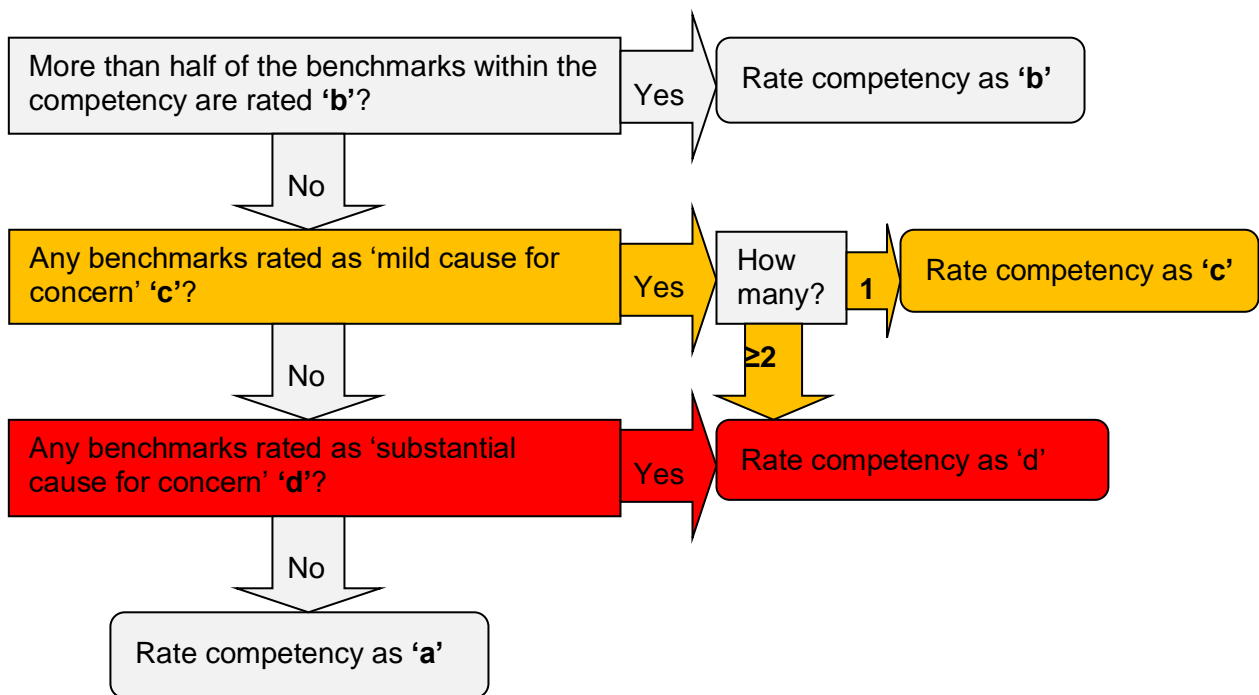 More than half of the benchmarks within the
competency are rated ‘b’?
Yes
Rate competency as ‘b’
No
Any benchmarks rated as ‘mild cause for
concern’ ‘c’?
Yes
How
many?
1
Rate competency as ‘c’
≥2
No
Any benchmarks rated as ‘substantial
cause for concern’ ‘d’?
Yes
Rate competency as ‘d’
No
Rate competency as ‘a’